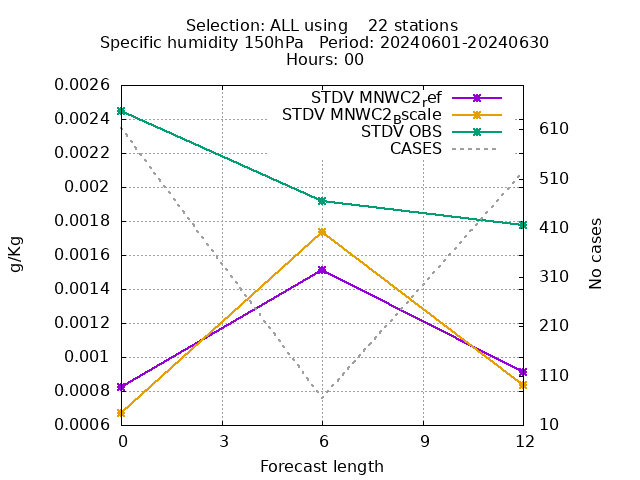 Selection: ALL using    22 stations
Specific humidity 150hPa   Period: 20240601-20240630
Hours: 00
STDV MNWC2_ref
STDV MNWC2_Bscale
STDV OBS
CASES
0.0026
0.0024
0.0022
0.002
0.0018
0.0016
0.0014
0.0012
0.001
0.0008
0.0006
g/Kg
610
510
410
310
210
110
10
No cases
0 3 6 9 12
Forecast length